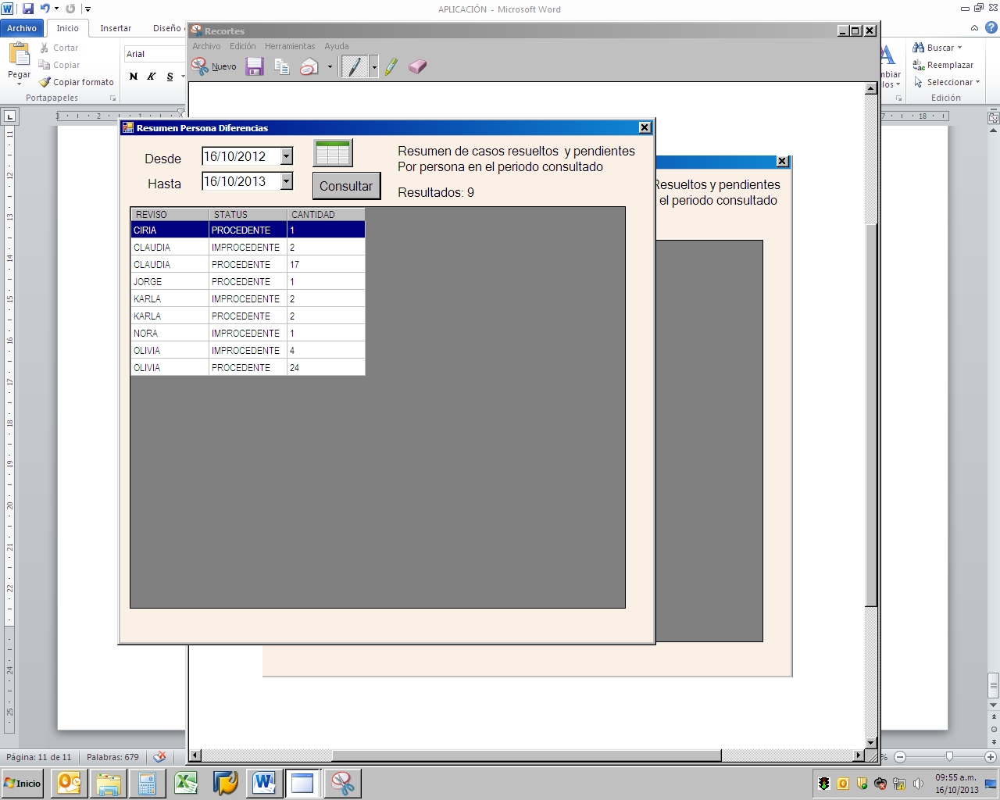 APLICACIÓN - Microsoft Word
Archivo
Inicio
Insertar
Diseño
Cortar
Copiar
Copiar formato
Pegar
Portapapeles
Arial
N K S
Buscar
Reemplazar
Seleccionar
Edición
Recortes
Archivo Edición Herramientas Ayuda
Nuevo
Resumen Persona Diferencias
Desde 16/10/2012
Hasta 16/10/2013
Consultar
Resumen de casos resueltos y pendientes
Por persona en el periodo consultado
Resultados: 9
Resueltos y pendientes
el periodo consultado
REVISO STATUS CANTIDAD
CIRIA PROCEDENTE 1
CLAUDIA IMPROCEDENTE 2
CLAUDIA PROCEDENTE 17
JORGE PROCEDENTE 1
KARLA IMPROCEDENTE 2
KARLA PROCEDENTE 2
NORA IMPROCEDENTE 1
OLIVIA IMPROCEDENTE 4
OLIVIA PROCEDENTE 24
Página: 11 de 11
Palabras: 679
Inicio
09:55 a.m.
16/10/2013